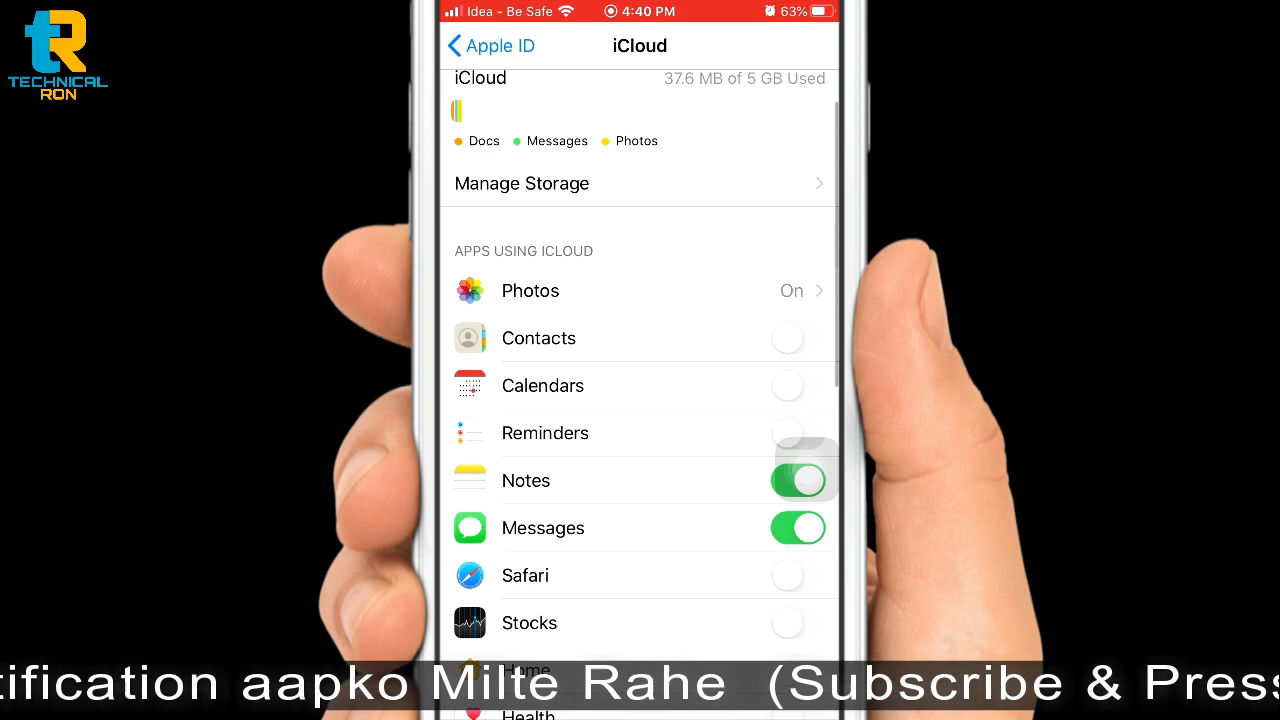 tR
TECHNICAL
RON
Idea - Be Safe 4:40 PM 63%
Apple ID iCloud
iCloud 37.6 MB of 5 GB Used
Docs Messages Photos
Manage Storage
APPS USING ICLOUD
Photos On
Contacts
Calendars
Reminders
Notes
Messages
Safari
Stocks
Home
tification aapko Milte Rahe (Subscribe & Press
Health